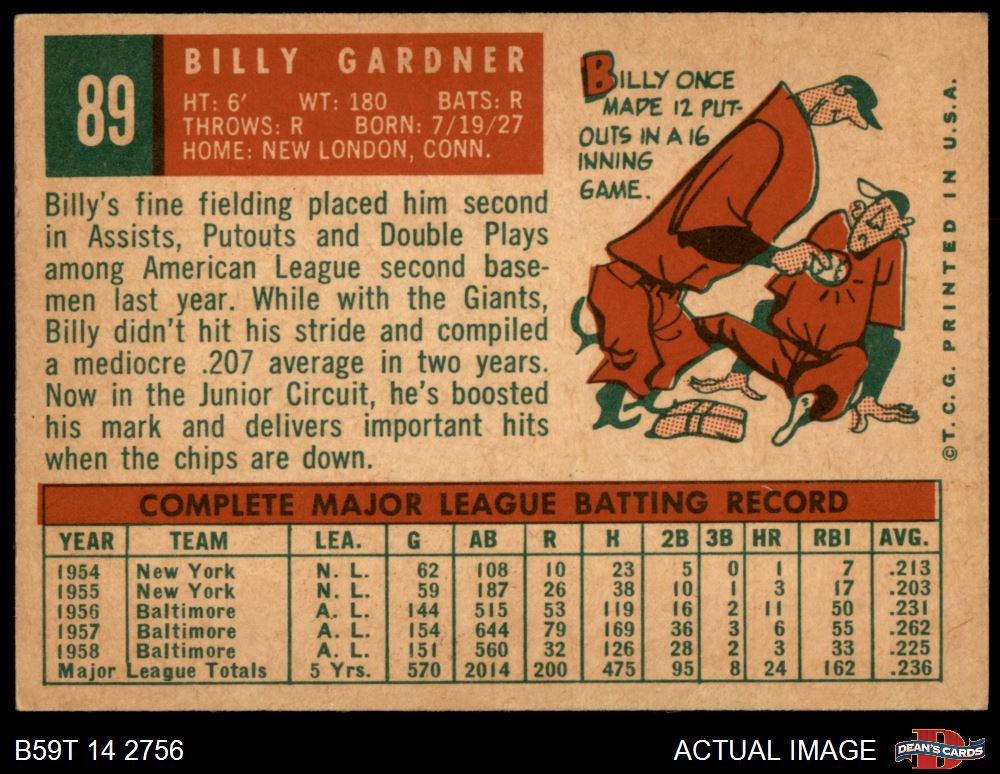 89
BILLY GARDNER
HT: 6' WT: 180 BATS: R
THROWS: R BORN: 7/19/27
HOME: NEW LONDON, CONN.
Billy's fine fielding placed him second
in Assists, Putouts and Double Plays
among American League second base-
men last year. While with the Giants,
Billy didn't hit his stride and compiled
a mediocre .207 average in two years.
Now in the Junior Circuit, he's boosted
his mark and delivers important hits
when the chips are down.
BILLY ONCE
MADE 12 PUT-
OUTS IN A 16
INNING
GAME.
©T. C. G. PRINTED IN U.S.A.
COMPLETE MAJOR LEAGUE BATTING RECORD
YEAR TEAM LEA. G AB R H 2B 3B HR RBI AVG.
1954 New York N. L. 62 108 10 23 5 0 1 7 .213
1955 New York N. L. 59 187 26 38 10 1 3 17 .203
1956 Baltimore A. L. 144 515 53 119 16 2 11 50 .231
1957 Baltimore A. L. 154 644 79 169 36 3 6 55 .262
1958 Baltimore A. L. 151 560 32 126 28 2 3 33 .225
Major League Totals 5 Yrs. 570 2014 200 475 95 8 24 162 .236
B59T 14 2756
ACTUAL IMAGE
D
DEAN'S CARDS